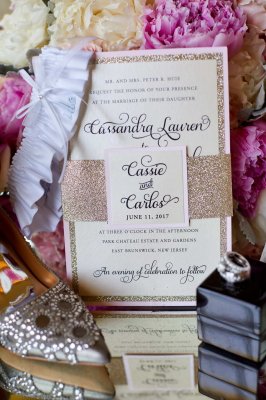 MR. AND MRS. PETER B. HUIE
REQUEST THE HONOR OF YOUR PRESENCE
AT THE MARRIAGE OF THEIR DAUGHTER
Cassandra Lauren
Cassie
and
Carlos
JUNE 11, 2017
AT THREE O'CLOCK IN THE AFTERNOON
PARK CHATEAU ESTATE AND GARDENS
EAST BRUNSWICK, NEW JERSEY
An evening of celebration to follow